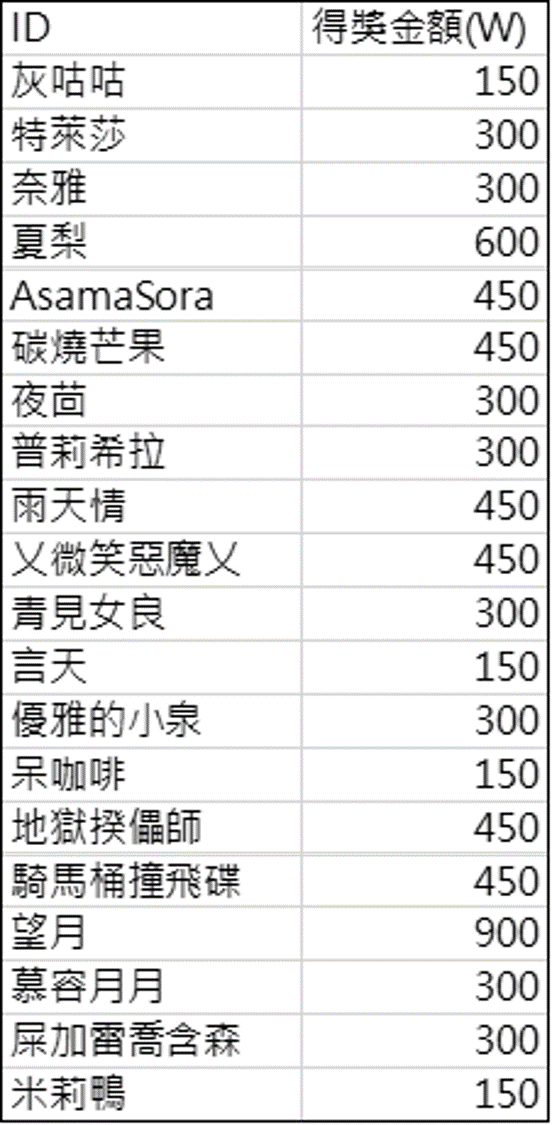 ID 得獎金額(W)
灰咕咕 150
特萊莎 300
奈雅 300
夏梨 600
AsamaSora 450
碳燒芒果 450
夜茴 300
普莉希拉 300
雨天情 450
乂微笑惡魔乂 450
青見女良 300
言天 150
優雅的小泉 300
呆咖啡 150
地獄揆儡師 450
騎馬桶撞飛碟 450
望月 900
慕容月月 300
屎加雷喬含森 300
米莉鴨 150